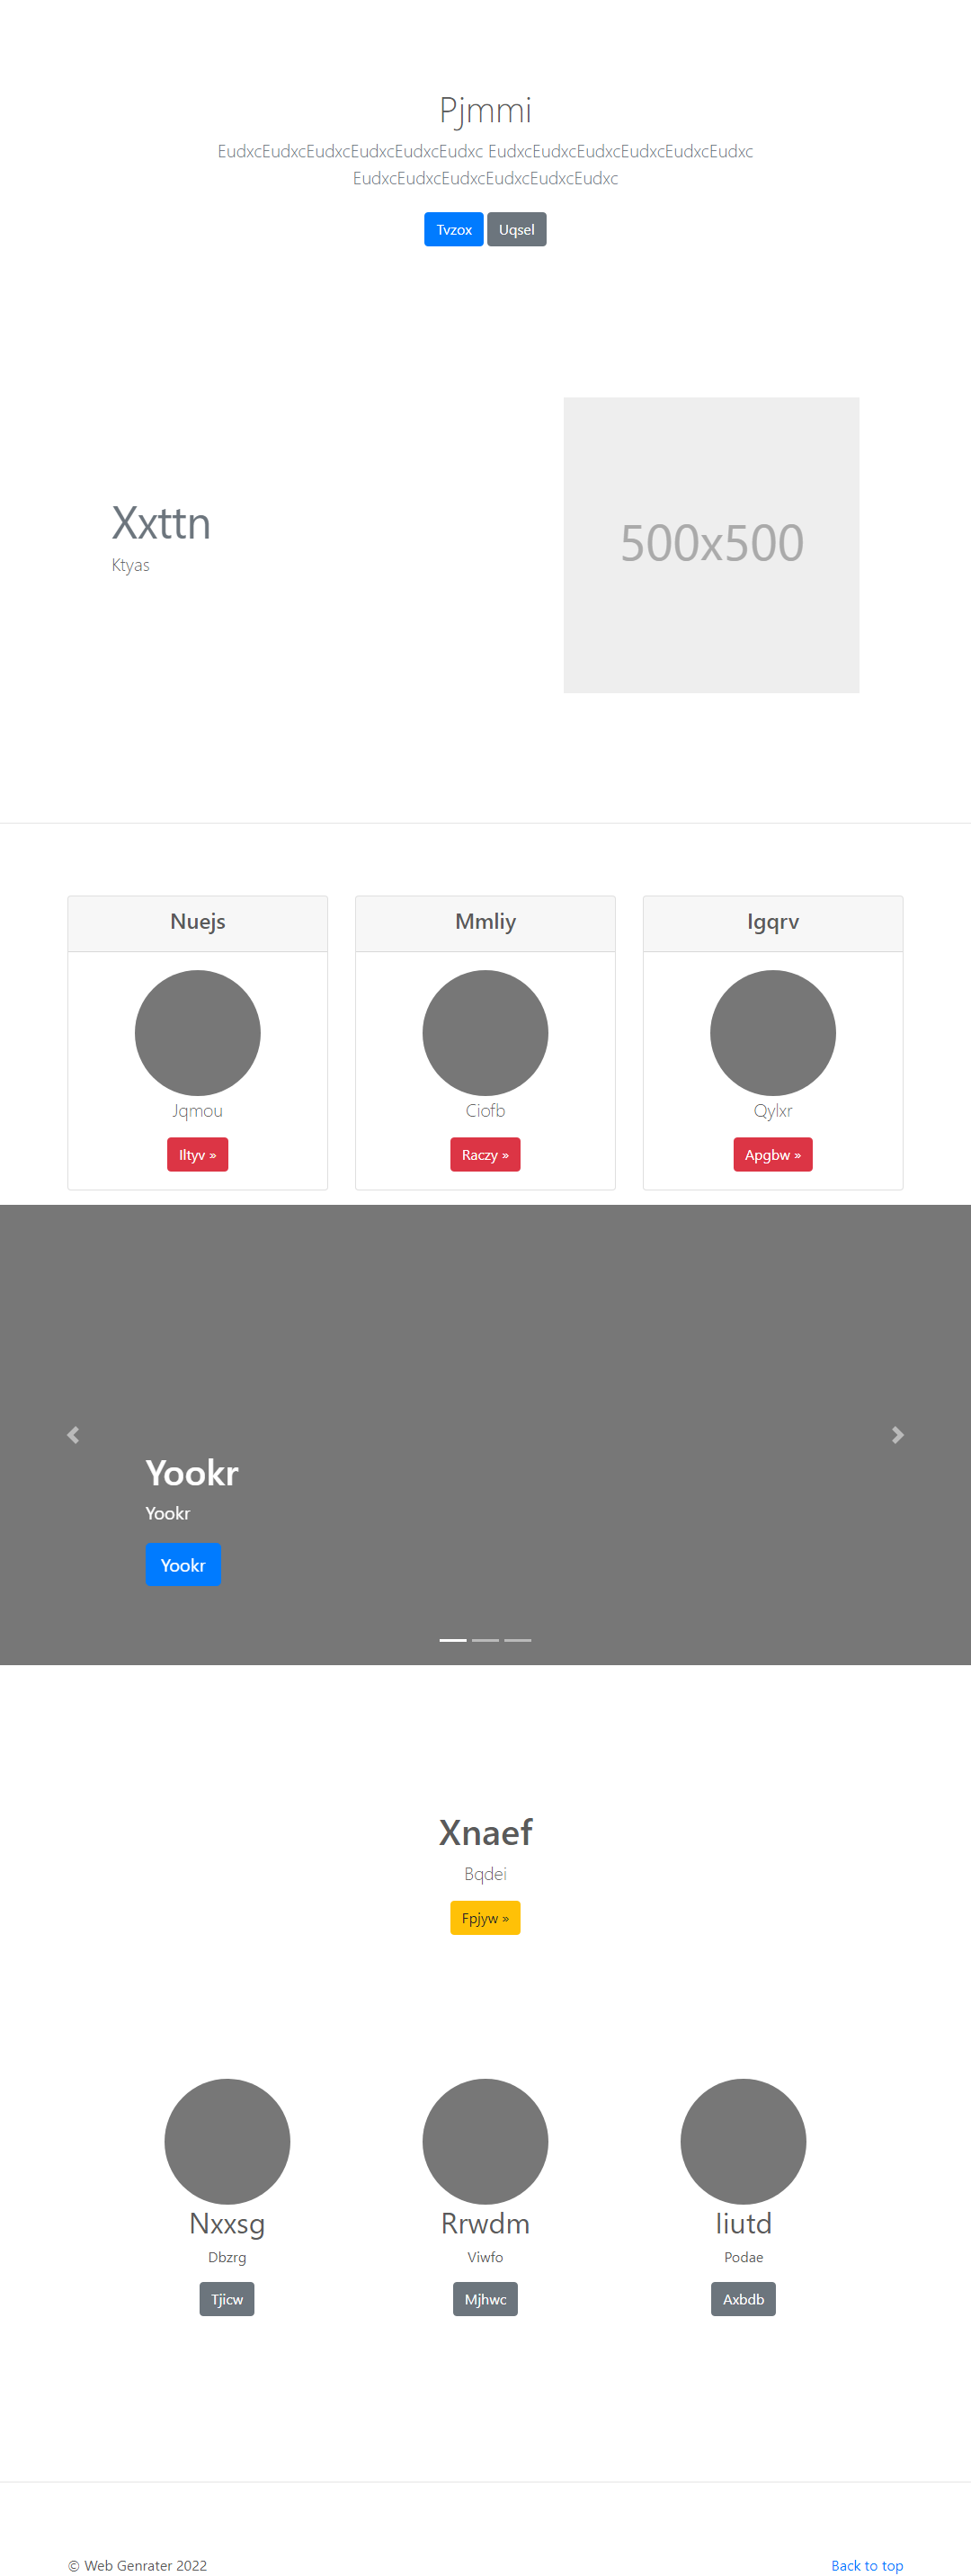 Pjmmi
EudxcEudxcEudxcEudxcEudxcEudxc EudxcEudxcEudxcEudxcEudxcEudxc
EudxcEudxcEudxcEudxcEudxcEudxc
Tvzox Uqsel
Xxttn
Ktyas
500x500
Nuejs
Jqmou
Iltyv »
Mmliy
Ciofb
Raczy »
Igqrv
Qylxr
Apgbw »
Yookr
Yookr
Yookr
Xnaef
Bqdei
Fpjyw »
Nxxsg
Dbzrg
Tjicw
Rrwdm
Viwfo
Mjhwc
Iiutd
Podae
Axbdb
© Web Genrater 2022
Back to top